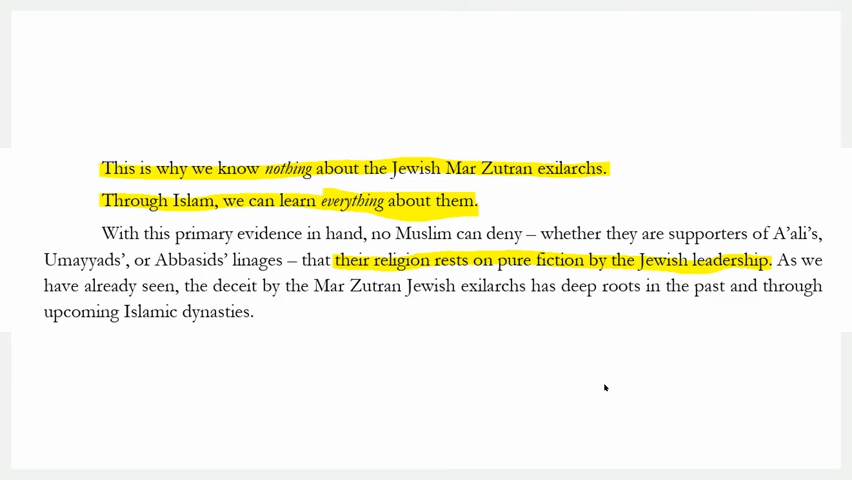 This is why we know nothing about the Jewish Mar Zutran exilarchs.
Through Islam, we can learn everything about them.
With this primary evidence in hand, no Muslim can deny – whether they are supporters of A’ali’s,
Umayyads’, or Abbasids’ linages – that their religion rests on pure fiction by the Jewish leadership. As we
have already seen, the deceit by the Mar Zutran Jewish exilarchs has deep roots in the past and through
upcoming Islamic dynasties.